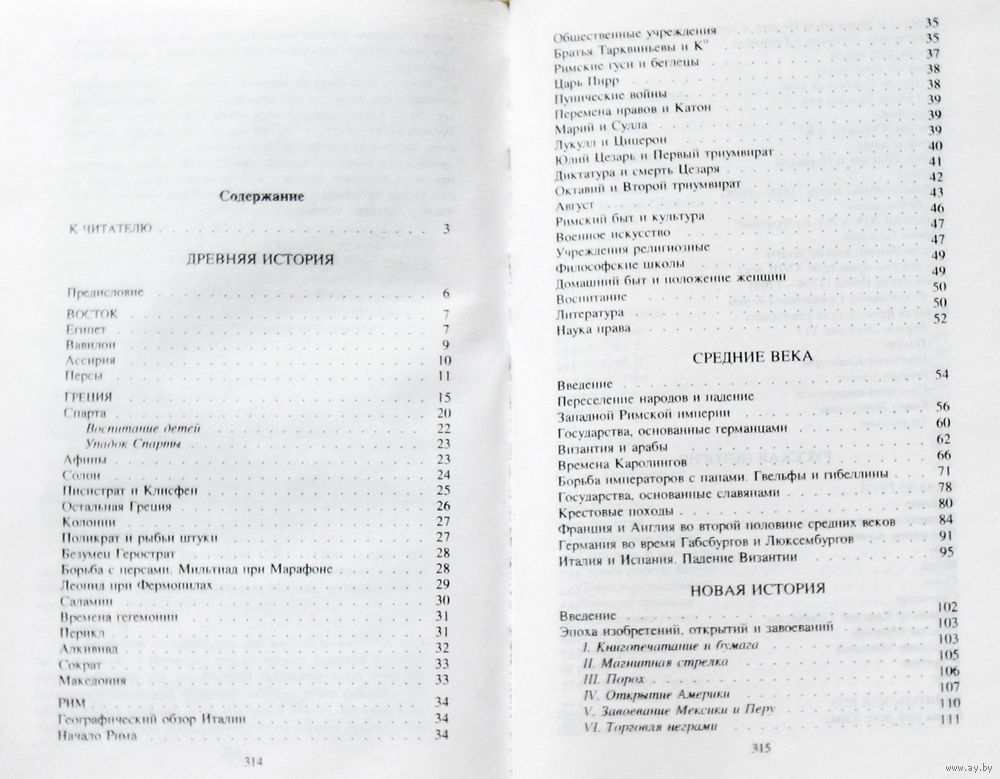 Содержание
К ЧИТАТЕЛЮ 3
ДРЕВНЯЯ ИСТОРИЯ
Предисловие 6
ВОСТОК 7
Египет 7
Вавилон 9
Ассирия 10
Персы 11
ГРЕЦИЯ 15
Спарта 20
Воспитание детей 22
Упадок Спарты 23
Афины 23
Солон 24
Писистрат и Клисфен 25
Остальная Греция 26
Колонии 27
Поликрат и рыбьи штуки 27
Безумец Герострат 28
Борьба с персами. Мильтиад при Марафоне 28
Леонид при Фермопилах 29
Саламин 30
Времена гегемонии 31
Перикл 31
Алкивиад 32
Сократ 33
Македония 33
РИМ 34
Географический обзор Италии 34
Начало Рима 34
314
Общественные учреждения 35
Братья Тарквиньевы и К° 35
Римские гуси и беглецы 37
Царь Пирр 38
Пунические войны 38
Перемена нравов и Катон 39
Марий и Сулла 39
Лукулл и Цицерон 39
Юлий Цезарь и Первый триумвират 40
Диктатура и смерть Цезаря 41
Октавий и Второй триумвират 42
Август 43
Римский быт и культура 46
Военное искусство 47
Учреждения религиозные 47
Философские школы 49
Домашний быт и положение женщин 49
Воспитание 50
Литература 50
Наука права 52
СРЕДНИЕ ВЕКА
Введение 54
Переселение народов и падение
Западной Римской империи 56
Государства, основанные германцами 60
Византия и арабы 62
Времена Каролингов 66
Борьба императоров с папами. Гвельфы и гибеллины 71
Государства, основанные славянами 78
Крестовые походы 80
Франция и Англия во второй половине средних веков 84
Германия во время Габсбургов и Люксембургов 91
Италия и Испания. Падение Византии 95
НОВАЯ ИСТОРИЯ
Введение 102
Эпоха изобретений, открытий и завоеваний 103
I. Книгопечатание и бумага 103
II. Магнитная стрелка 105
III. Порох 106
IV. Открытие Америки 107
V. Завоевание Мексики и Перу 110
VI. Торговля неграми 111
315
www.ay.by